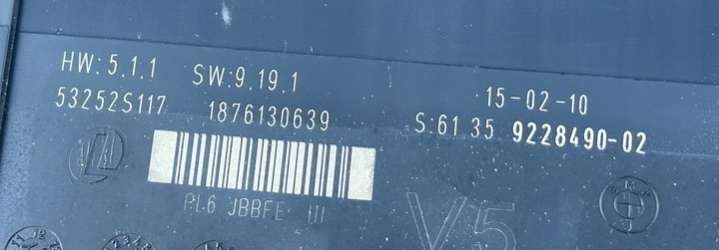 HW:5.1.1 SW:9.19.1
15-02-10
53252S117 1876130639
S:61 35 9228490-02
PL6 JBBFE III
V5